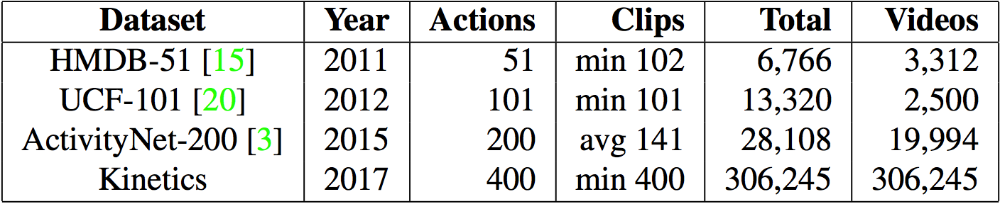 Dataset Year Actions Clips Total Videos
HMDB-51 [15] 2011 51 min 102 6,766 3,312
UCF-101 [20] 2012 101 min 101 13,320 2,500
ActivityNet-200 [3] 2015 200 avg 141 28,108 19,994
Kinetics 2017 400 min 400 306,245 306,245